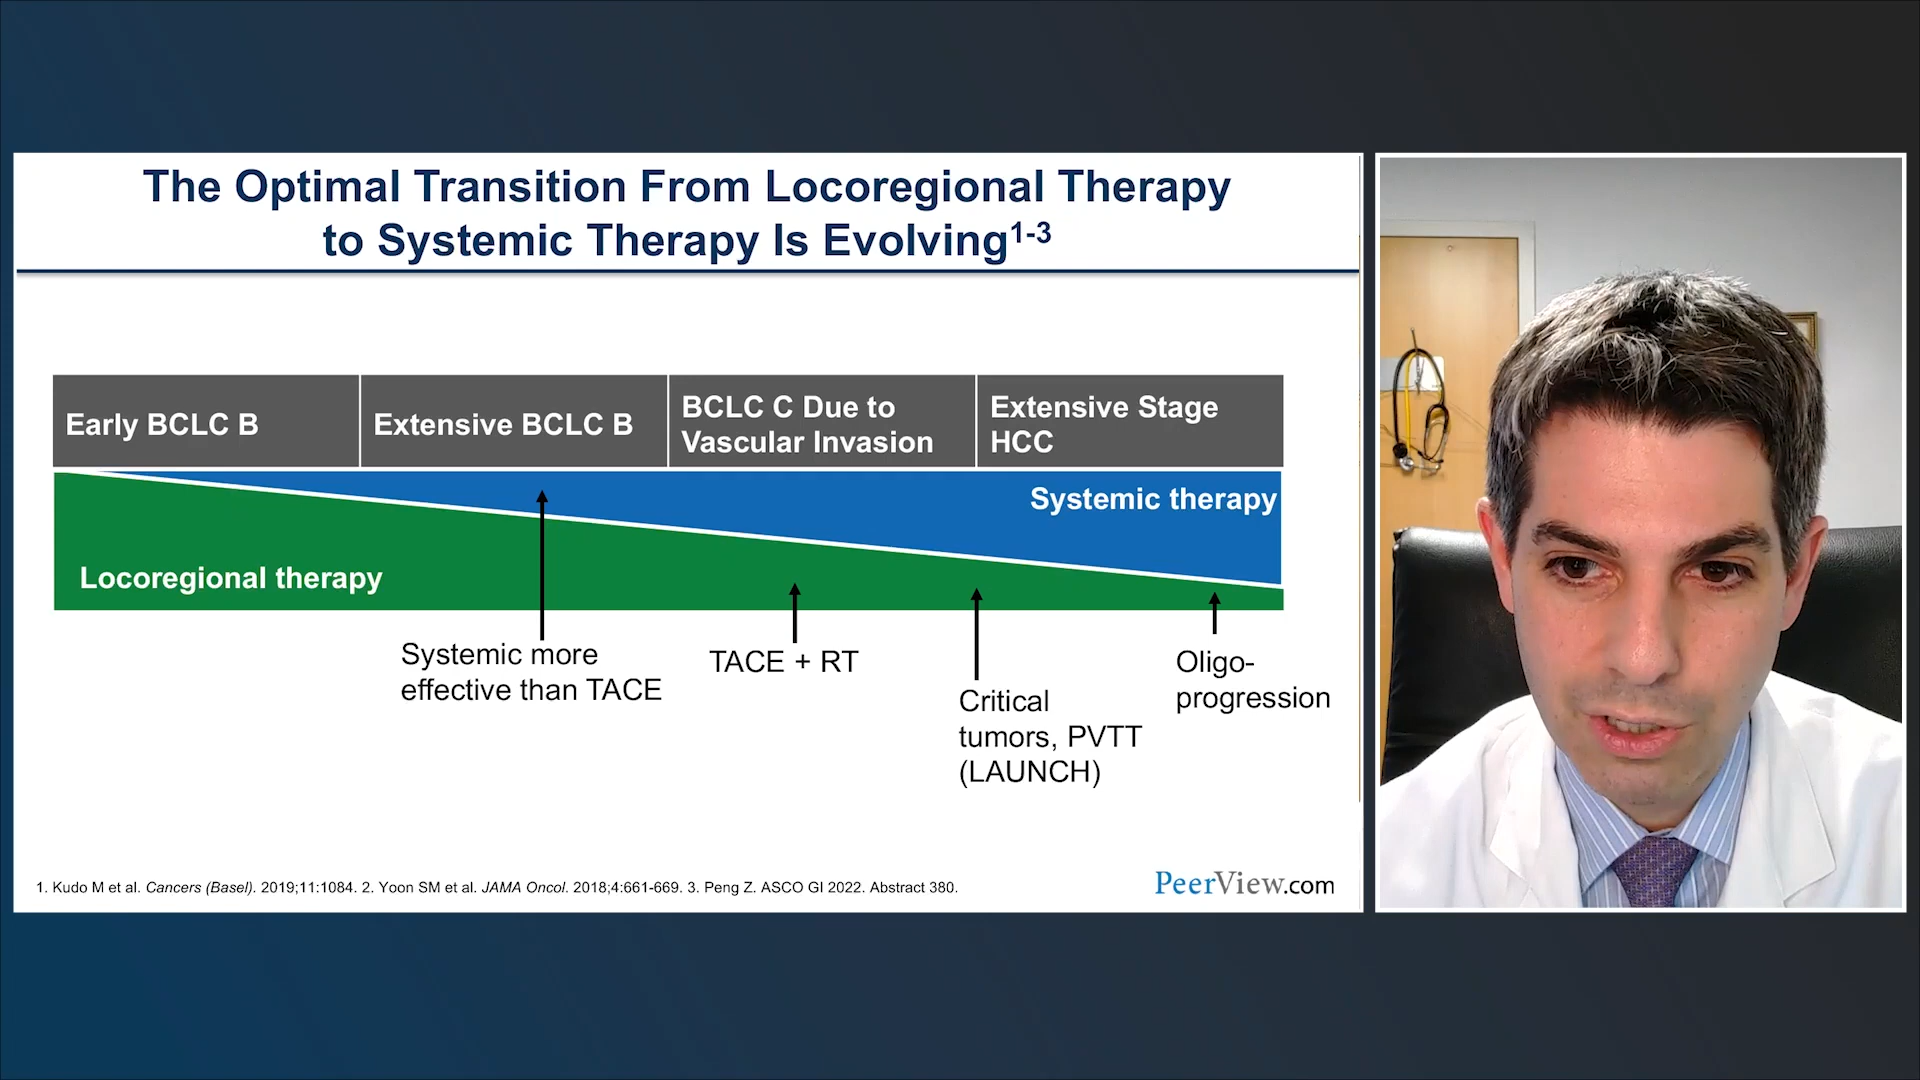 The Optimal Transition From Locoregional Therapy
to Systemic Therapy Is Evolving1-3
Early BCLC B
Extensive BCLC B
BCLC C Due to
Vascular Invasion
Extensive Stage
HCC
Systemic therapy
Locoregional therapy
Systemic more
effective than TACE
TACE + RT
Critical
tumors, PVTT
(LAUNCH)
Oligo-
progression
1. Kudo M et al. Cancers (Basel). 2019;11:1084. 2. Yoon SM et al. JAMA Oncol. 2018;4:661-669. 3. Peng Z. ASCO GI 2022. Abstract 380.
PeerView.com